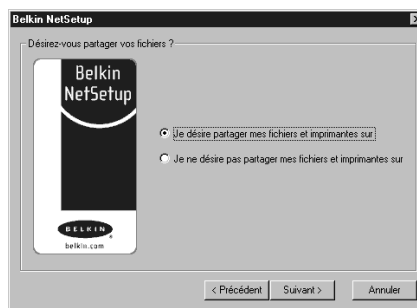 Belkin NetSetup
Désirez-vous partager vos fichiers ?
Belkin
NetSetup
Je désire partager mes fichiers et imprimantes sur
Je ne désire pas partager mes fichiers et imprimantes sur
BELKIN
belkin.com
< Précédent
Suivant >
Annuler